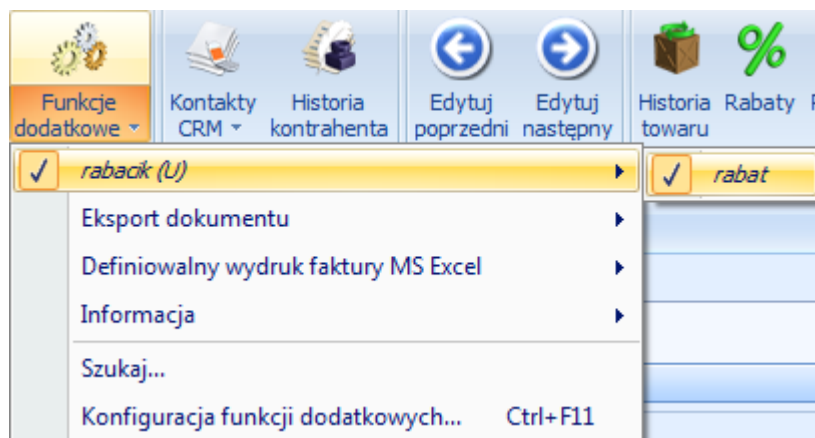 Funkcje dodatkowe
Kontakty CRM
Historia kontrahenta
Edytuj poprzedni
Edytuj następny
Historia towaru
Rabaty
rabacik (U)
rabat
Eksport dokumentu
Definiowalny wydruk faktury MS Excel
Informacja
Szukaj...
Konfiguracja funkcji dodatkowych... Ctrl+F11